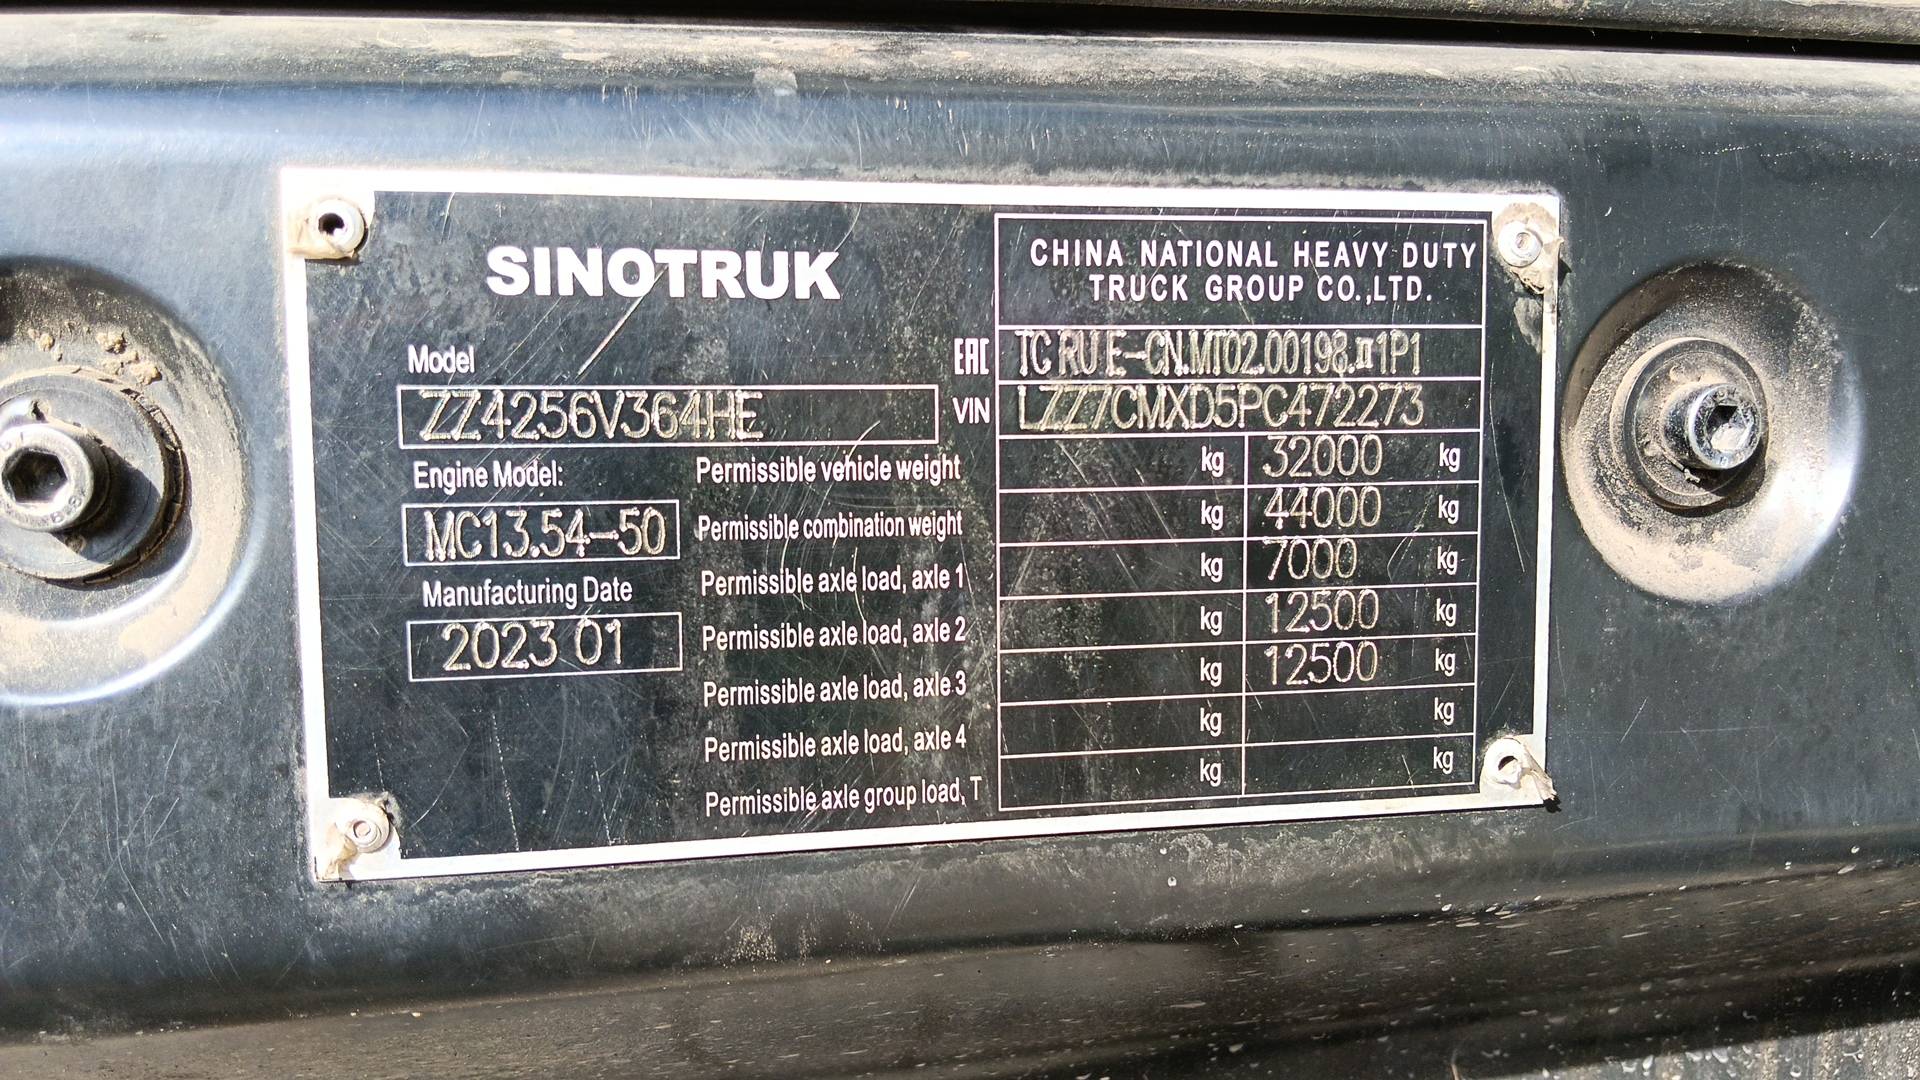 SINOTRUK
CHINA NATIONAL HEAVY DUTY
TRUCK GROUP CO.,LTD.
Model
ZZ4256V364HE
Engine Model:
MC13.54-50
Manufacturing Date
2023 01
EAC TC RU E-CN.MT02.00198.П1P1
VIN LZZ7CMXD5PC472273
Permissible vehicle weight kg 32000 kg
Permissible combination weight kg 44000 kg
Permissible axle load, axle 1 kg 7000 kg
Permissible axle load, axle 2 kg 12500 kg
Permissible axle load, axle 3 kg 12500 kg
Permissible axle load, axle 4 kg kg
Permissible axle group load, T kg kg